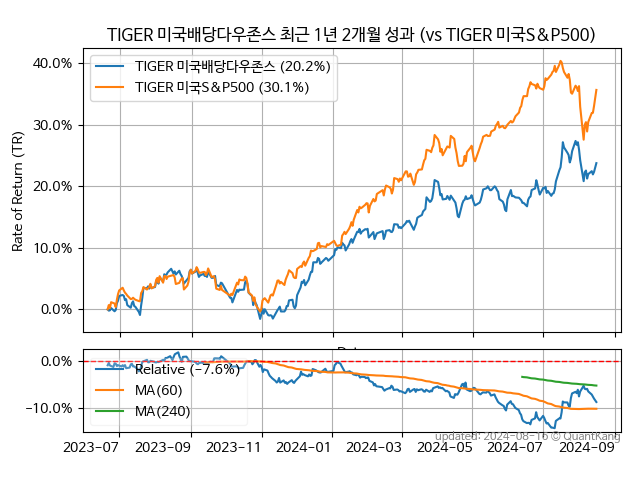 TIGER 미국배당다우존스 최근 1년 2개월 성과 (vs TIGER 미국S&P500)
40.0%
30.0%
20.0%
10.0%
0.0%
Rate of Return (TR)
TIGER 미국배당다우존스 (20.2%)
TIGER 미국S&P500 (30.1%)
0.0%
−10.0%
Relative (−7.6%)
MA(60)
MA(240)
updated: 2024-08-16 © QuantKang
2023-07
2023-09
2023-11
2024-01
2024-03
2024-05
2024-07
2024-09